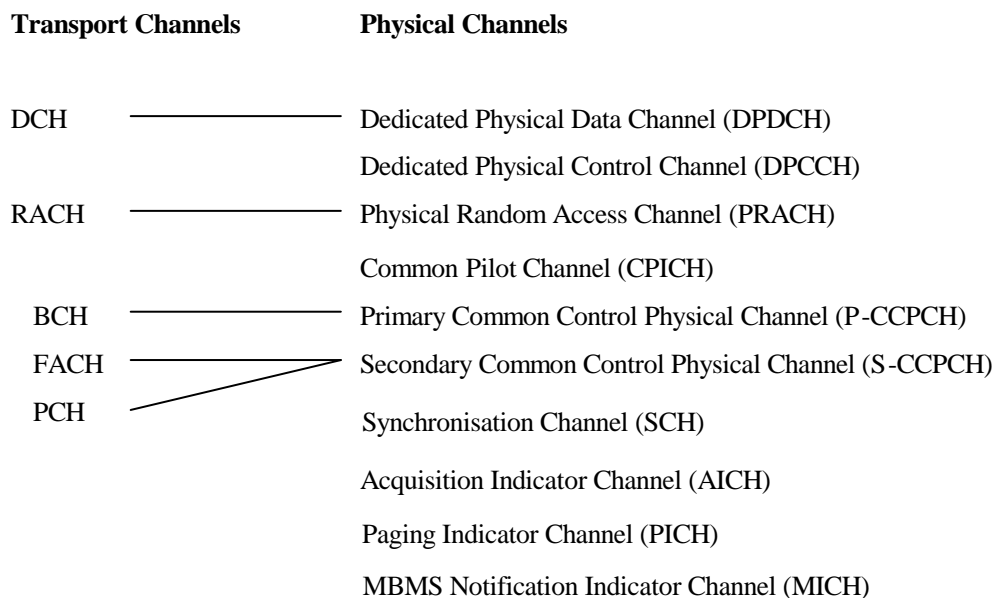 Transport Channels Physical Channels
DCH Dedicated Physical Data Channel (DPDCH)
Dedicated Physical Control Channel (DPCCH)
RACH Physical Random Access Channel (PRACH)
Common Pilot Channel (CPICH)
BCH Primary Common Control Physical Channel (P-CCPCH)
FACH Secondary Common Control Physical Channel (S-CCPCH)
PCH
Synchronisation Channel (SCH)
Acquisition Indicator Channel (AICH)
Paging Indicator Channel (PICH)
MBMS Notification Indicator Channel (MICH)